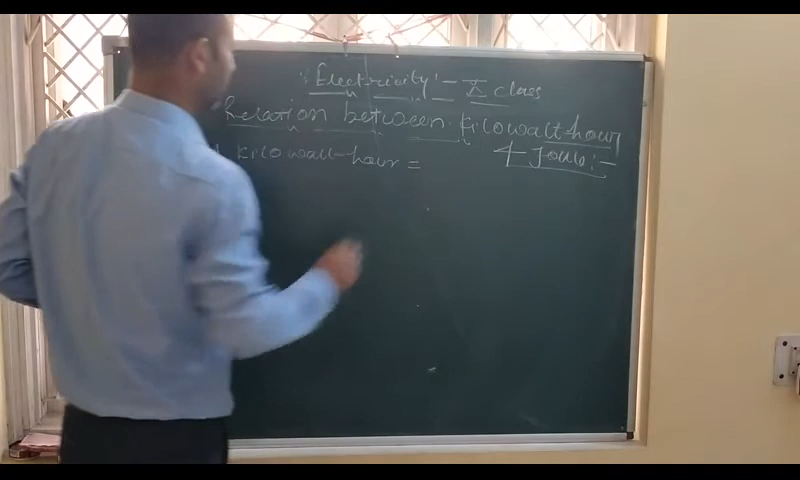 Electricity :- X class
Relation between kilowatt-hour
& Joule :-
1 kilowatt-hour =